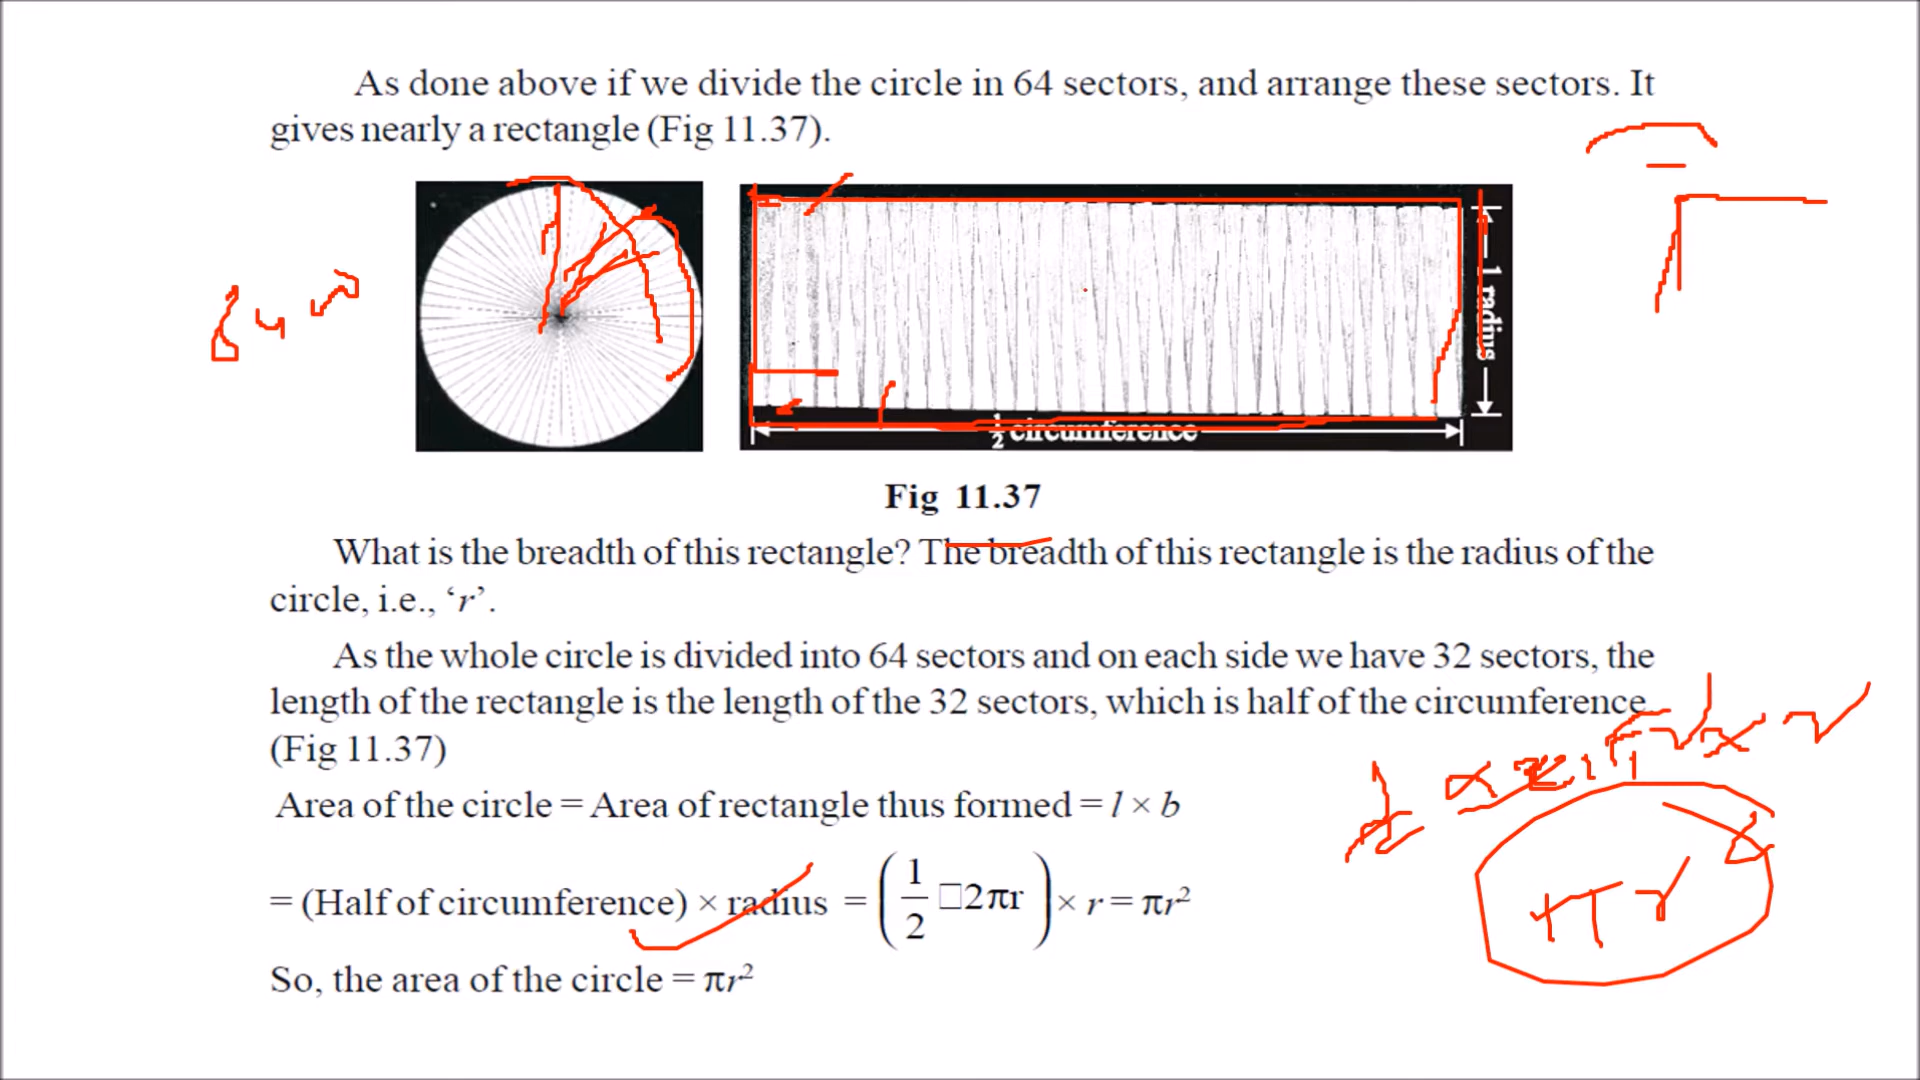 As done above if we divide the circle in 64 sectors, and arrange these sectors. It
gives nearly a rectangle (Fig 11.37).
64
1 radius
1/2 circumference
Fig 11.37
What is the breadth of this rectangle? The breadth of this rectangle is the radius of the
circle, i.e., ‘r’.
As the whole circle is divided into 64 sectors and on each side we have 32 sectors, the
length of the rectangle is the length of the 32 sectors, which is half of the circumference.
(Fig 11.37)
Area of the circle = Area of rectangle thus formed = l × b
= (Half of circumference) × radius = (1/2 □2πr) × r = πr²
πr²
So, the area of the circle = πr²